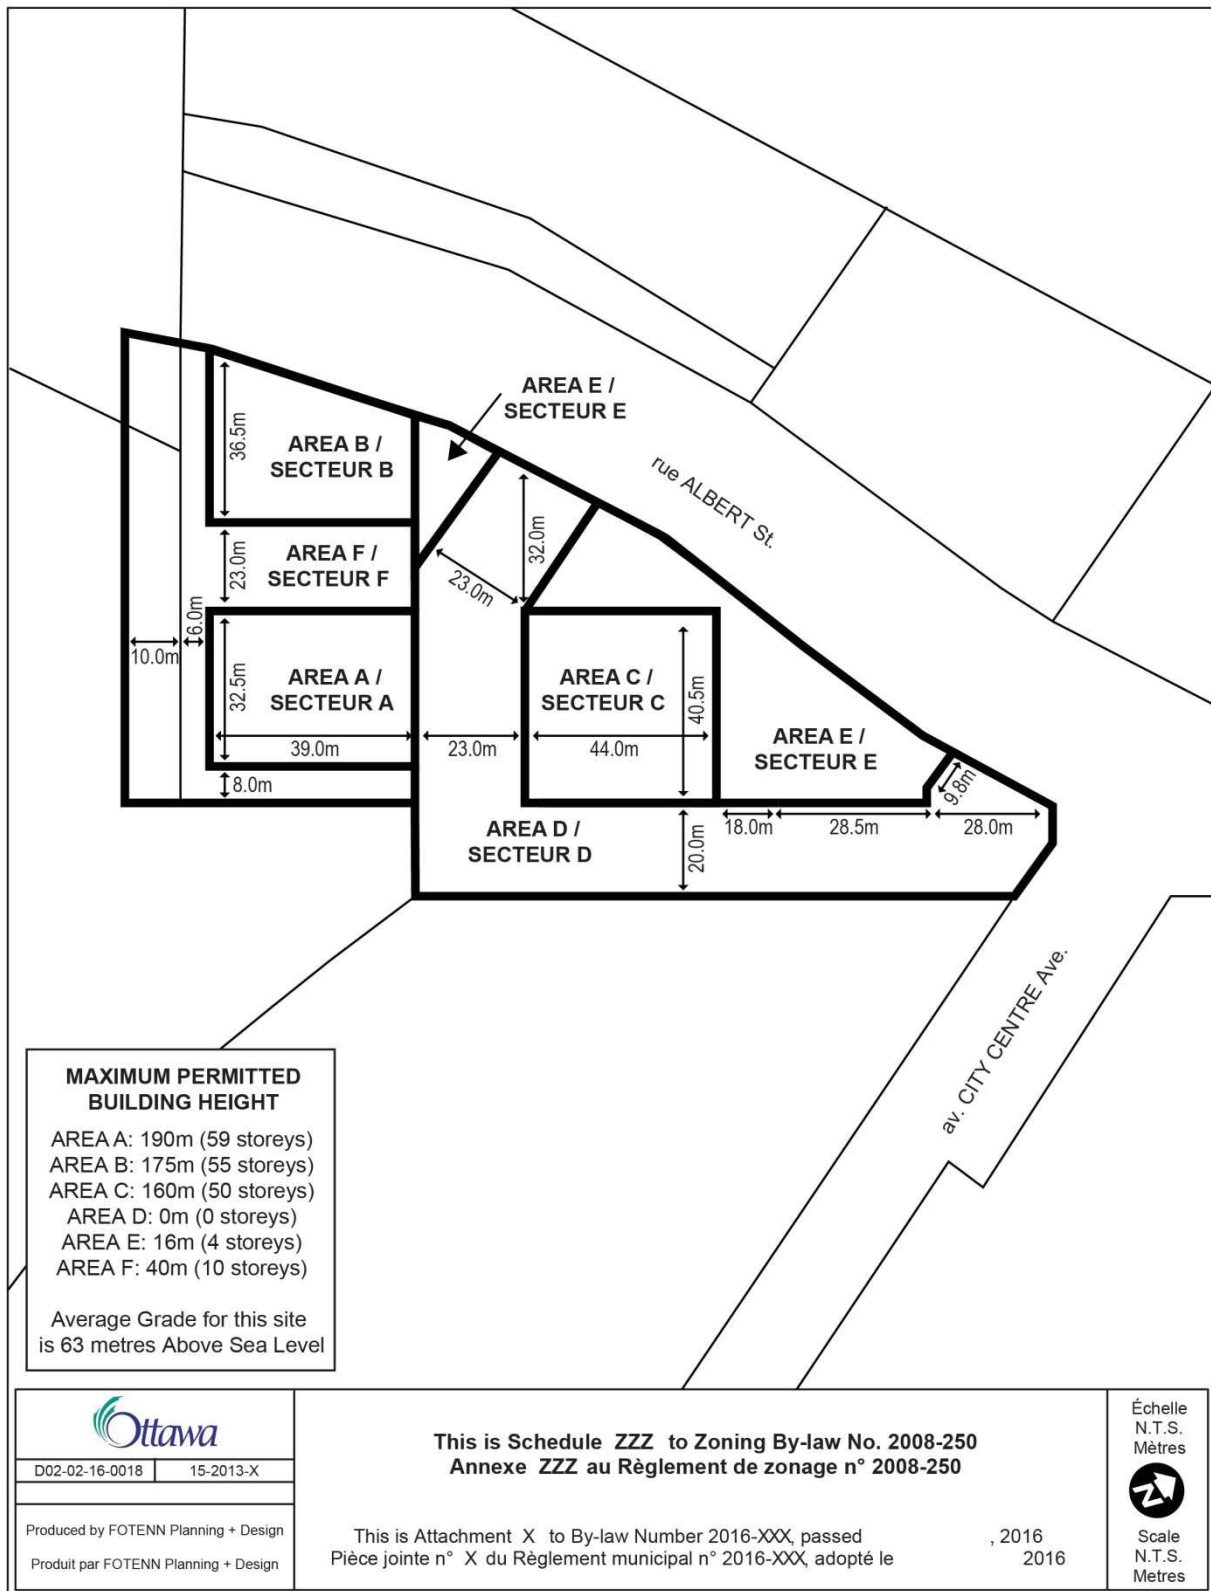 AREA E /
SECTEUR E
36.5m
AREA B /
SECTEUR B
rue ALBERT St.
32.0m
23.0m
AREA F /
SECTEUR F
23.0m
6.0m
10.0m
32.5m
AREA A /
SECTEUR A
AREA C /
SECTEUR C
40.5m
39.0m
23.0m
44.0m
AREA E /
SECTEUR E
8.0m
9.8m
AREA D /
SECTEUR D
20.0m
18.0m
28.5m
28.0m
av. CITY CENTRE Ave.
MAXIMUM PERMITTED
BUILDING HEIGHT
AREA A: 190m (59 storeys)
AREA B: 175m (55 storeys)
AREA C: 160m (50 storeys)
AREA D: 0m (0 storeys)
AREA E: 16m (4 storeys)
AREA F: 40m (10 storeys)
Average Grade for this site
is 63 metres Above Sea Level
Ottawa
D02-02-16-0018 15-2013-X
Produced by FOTENN Planning + Design
Produit par FOTENN Planning + Design
This is Schedule ZZZ to Zoning By-law No. 2008-250
Annexe ZZZ au Règlement de zonage n° 2008-250
This is Attachment X to By-law Number 2016-XXX, passed , 2016
Pièce jointe n° X du Règlement municipal n° 2016-XXX, adopté le 2016
Échelle
N.T.S.
Mètres
N
Scale
N.T.S.
Metres